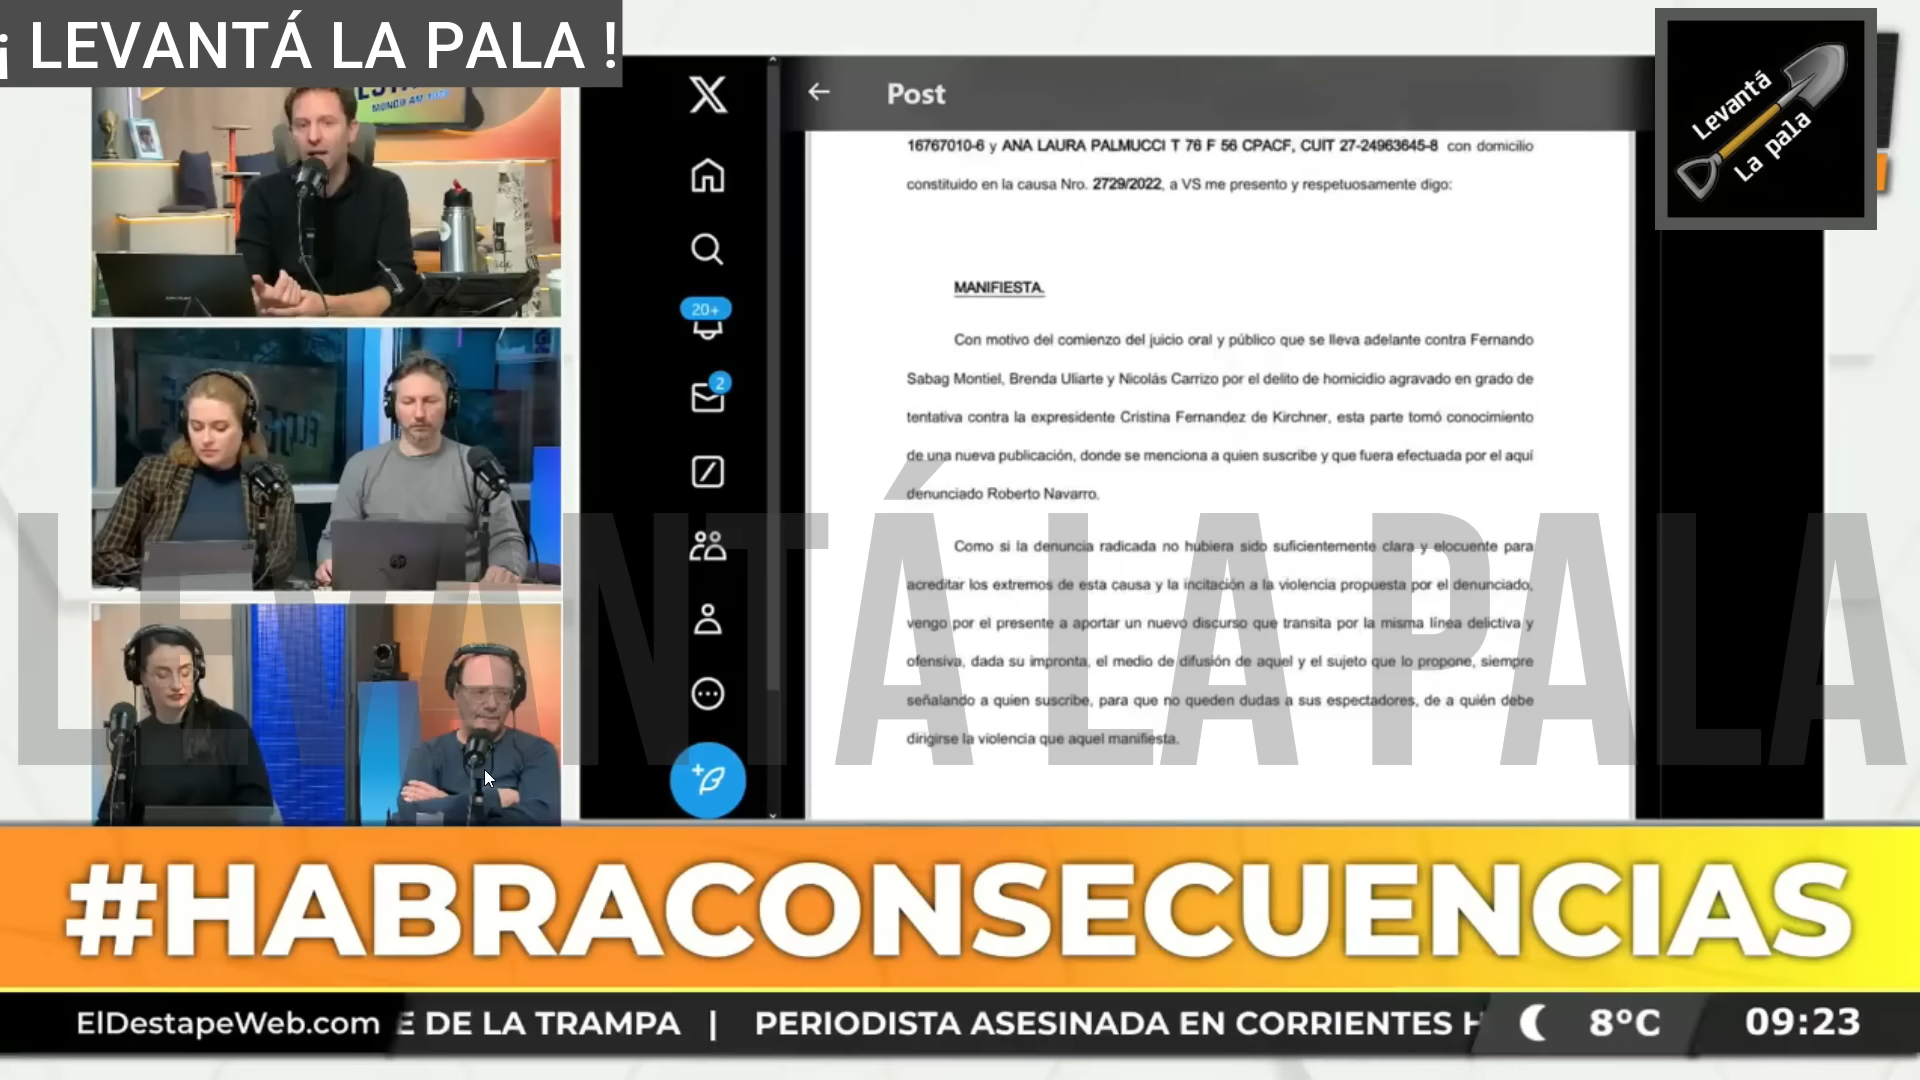 ¡ LEVANTÁ LA PALA !
Levantá
La pala
MUNDO
Post
16767010-6 y ANA LAURA PALMUCCI T 76 F 56 CPACF, CUIT 27-24963645-8 con domicilio
constituido en la causa Nro. 2729/2022, a VS me presento y respetuosamente digo:
20+
MANIFIESTA.
Con motivo del comienzo del juicio oral y público que se lleva adelante contra Fernando
2
Sabag Montiel, Brenda Uliarte y Nicolás Carrizo por el delito de homicidio agravado en grado de
tentativa contra la expresidente Cristina Fernandez de Kirchner, esta parte tomó conocimiento
de una nueva publicación, donde se menciona a quien suscribe y que fuera efectuada por el aquí
denunciado Roberto Navarro.
Como si la denuncia radicada no hubiera sido suficientemente clara y elocuente para
acreditar los extremos de esta causa y la incitación a la violencia propuesta por el denunciado,
vengo por el presente a aportar un nuevo discurso que transita por la misma línea delictiva y
ofensiva, dada su impronta, el medio de difusión de aquel y el sujeto que lo propone, siempre
señalando a quien suscribe, para que no queden dudas a sus espectadores, de a quién debe
dirigirse la violencia que aquel manifiesta.
LEVANTÁ LA PALA
#HABRACONSECUENCIAS
ElDestapeWeb.com E DE LA TRAMPA | PERIODISTA ASESINADA EN CORRIENTES 8°C 09:23